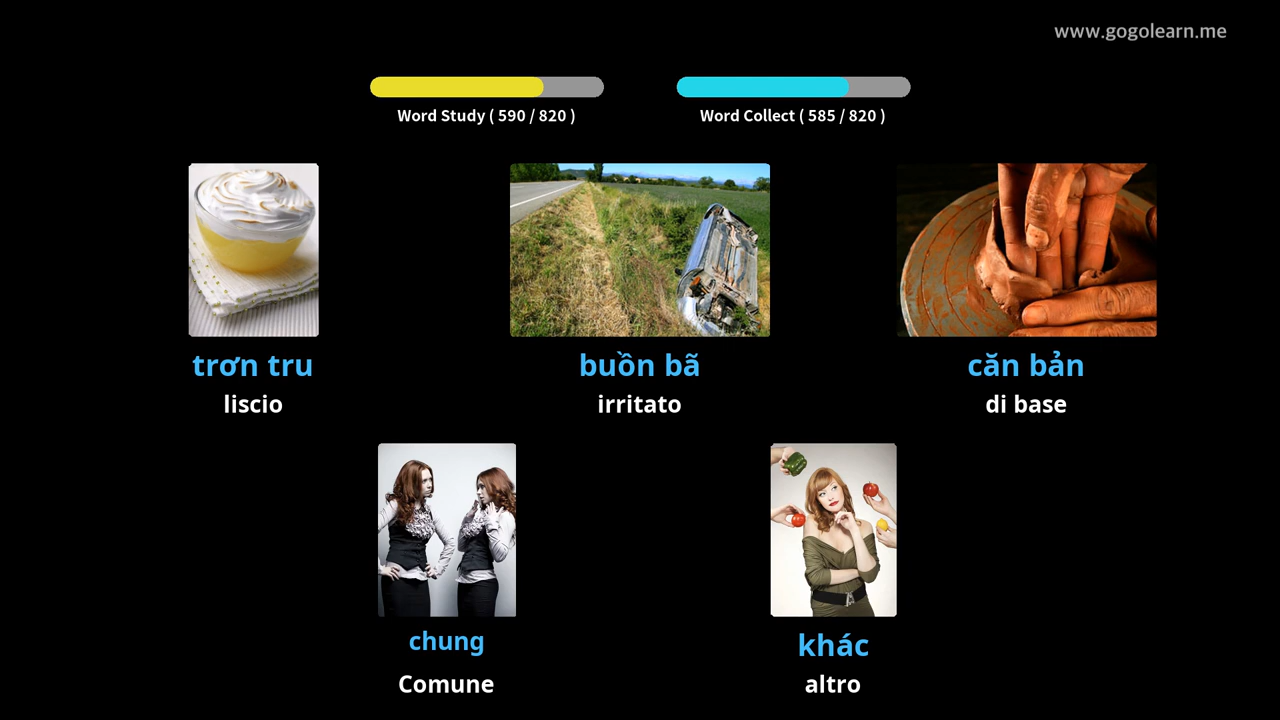 www.gogolearn.me
Word Study ( 590 / 820 )
Word Collect ( 585 / 820 )
trơn tru
liscio
buồn bã
irritato
căn bản
di base
chung
Comune
khác
altro